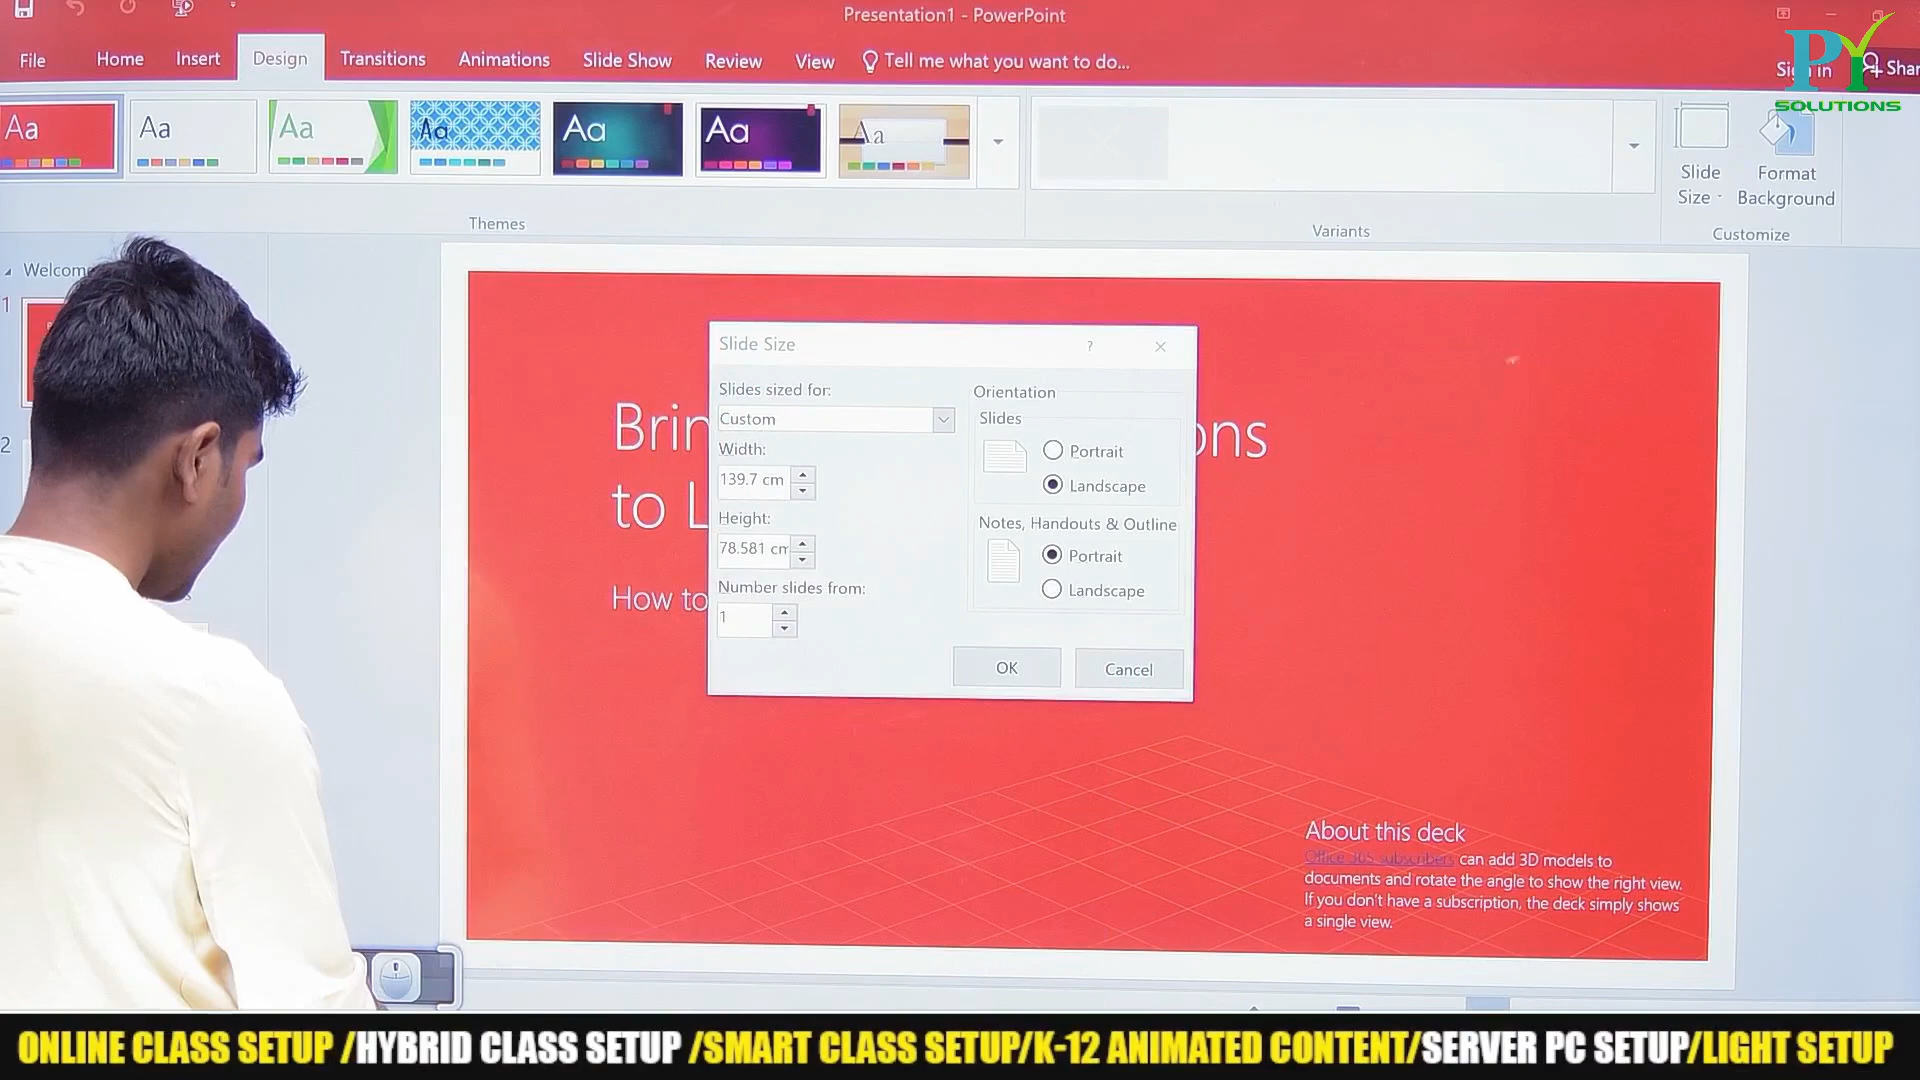 Presentation1 - PowerPoint
File Home Insert Design Transitions Animations Slide Show Review View Tell me what you want to do...
Sign in
PY
SOLUTIONS
Aa Aa Aa Aa Aa Aa Aa
Slide Size
Format Background
Themes
Variants
Customize
1
2
to L
How to
Slide Size ?
Slides sized for:
Custom
Width:
139.7 cm
Height:
78.581 cm
Number slides from:
1
Orientation
Slides
Portrait
Landscape
Notes, Handouts & Outline
Portrait
Landscape
OK Cancel
About this deck
Office 365 subscribers can add 3D models to
documents and rotate the angle to show the right view.
If you don't have a subscription, the deck simply shows
a single view.
ONLINE CLASS SETUP /HYBRID CLASS SETUP /SMART CLASS SETUP/K-12 ANIMATED CONTENT/SERVER PC SETUP/LIGHT SETUP